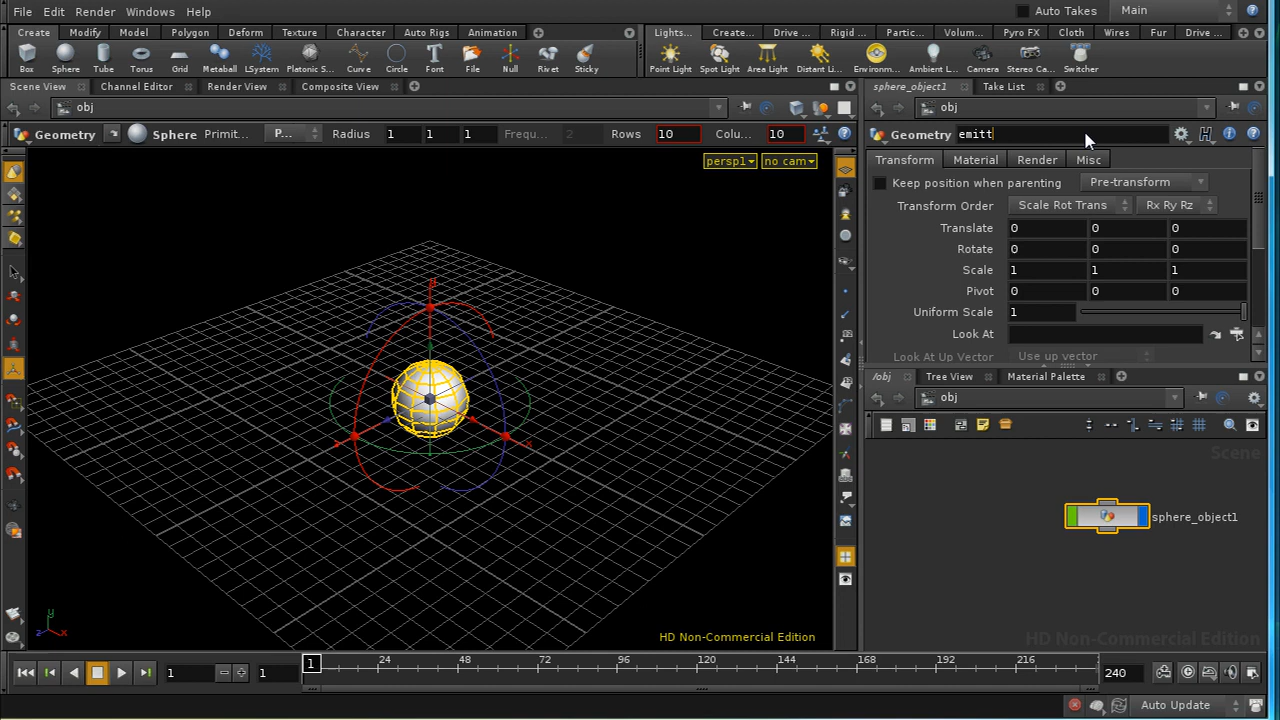 File Edit Render Windows Help Auto Takes Main
Create Modify Model Polygon Deform Texture Character Auto Rigs Animation Lights... Create... Drive ... Rigid ... Partic... Volum... Pyro FX Cloth Wires Fur Drive ...
Box Sphere Tube Torus Grid Metaball LSystem Platonic S... Curve Circle Font File Null Rivet Sticky Point Light Spot Light Area Light Distant L... Environm... Ambient L... Camera Stereo Ca... Switcher
Scene View Channel Editor Render View Composite View sphere_object1 Take List
obj obj
Geometry Sphere Primit... P... Radius 1 1 1 Frequ... 2 Rows 10 Colu... 10 Geometry emitt
persp1 no cam Transform Material Render Misc
Keep position when parenting Pre-transform
Transform Order Scale Rot Trans Rx Ry Rz
Translate 0 0 0
Rotate 0 0 0
Scale 1 1 1
Pivot 0 0 0
Uniform Scale 1
Look At
Look At Up Vector Use up vector
/obj Tree View Material Palette
obj
Scene
sphere_object1
y
z x
HD Non-Commercial Edition HD Non-Commercial Edition
1 1 1 24 48 72 96 120 144 168 192 216 240
Auto Update